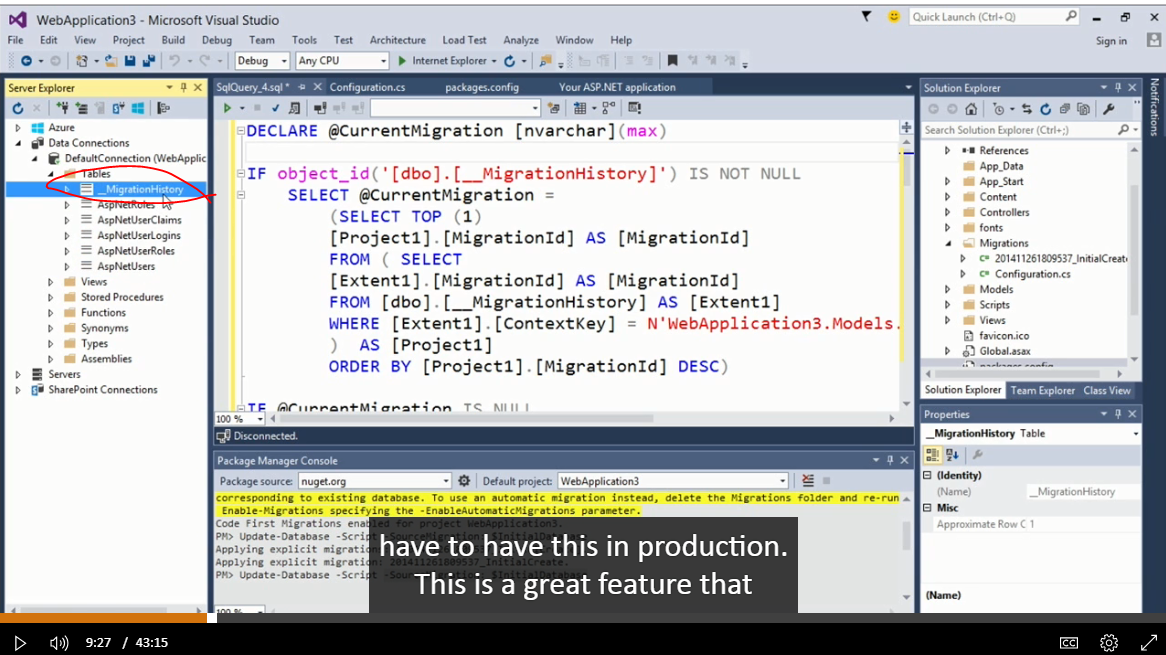 WebApplication3 - Microsoft Visual Studio
Quick Launch (Ctrl+Q)
File Edit View Project Build Debug Team Tools Test Architecture Load Test Analyze Window Help
Sign in
Debug Any CPU Internet Explorer
Server Explorer
Azure
Data Connections
DefaultConnection (WebApplic
Tables
__MigrationHistory
AspNetRoles
AspNetUserClaims
AspNetUserLogins
AspNetUserRoles
AspNetUsers
Views
Stored Procedures
Functions
Synonyms
Types
Assemblies
Servers
SharePoint Connections
SqlQuery_4.sql * Configuration.cs packages.config Your ASP.NET application
DECLARE @CurrentMigration [nvarchar](max)
IF object_id('[dbo].[__MigrationHistory]') IS NOT NULL
SELECT @CurrentMigration =
(SELECT TOP (1)
[Project1].[MigrationId] AS [MigrationId]
FROM ( SELECT
[Extent1].[MigrationId] AS [MigrationId]
FROM [dbo].[__MigrationHistory] AS [Extent1]
WHERE [Extent1].[ContextKey] = N'WebApplication3.Models.
) AS [Project1]
ORDER BY [Project1].[MigrationId] DESC)
IF @CurrentMigration IS NULL
100 %
Disconnected.
Package Manager Console
Package source: nuget.org Default project: WebApplication3
corresponding to existing database. To use an automatic migration instead, delete the Migrations folder and re-run
Enable-Migrations specifying the -EnableAutomaticMigrations parameter.
Code First Migrations enabled for project WebApplication3.
PM> Update-Database -Script -SourceMigration: $InitialDatabase
Applying explicit migration
Applying explicit migration: 201411261809537_InitialCreate.
PM> Update-Database -Script -SourceMigration: $InitialDatabase
100 %
have to have this in production.
This is a great feature that
Solution Explorer
Search Solution Explorer (Ctrl+;)
References
App_Data
App_Start
Content
Controllers
fonts
Migrations
201411261809537_InitialCreate
Configuration.cs
Models
Scripts
Views
favicon.ico
Global.asax
packages.config
Solution Explorer Team Explorer Class View
Properties
__MigrationHistory Table
(Identity)
(Name) __MigrationHistory
Misc
Approximate Row C 1
(Name)
Notifications
9:27 / 43:15
CC